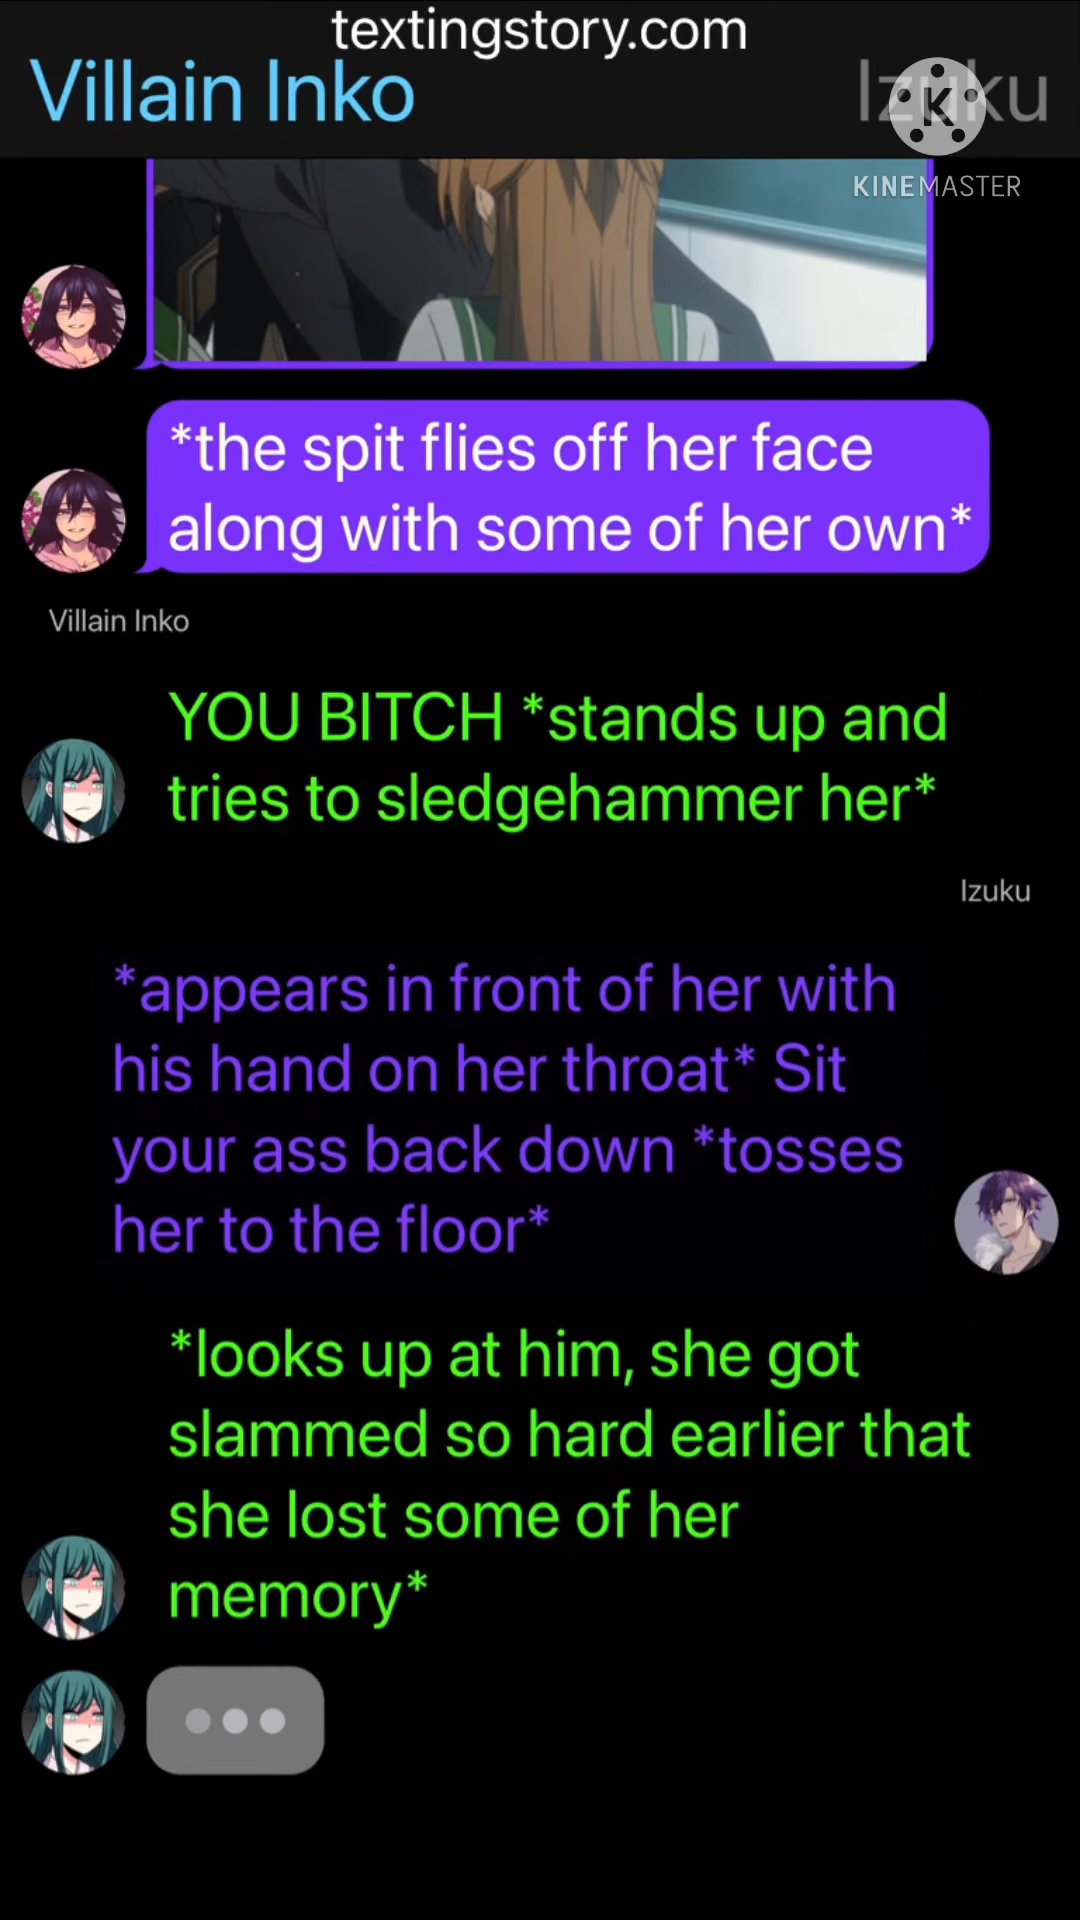 textingstory.com
Villain Inko
Izuku
K
KINEMASTER
*the spit flies off her face
along with some of her own*
Villain Inko
YOU BITCH *stands up and
tries to sledgehammer her*
Izuku
*appears in front of her with
his hand on her throat* Sit
your ass back down *tosses
her to the floor*
*looks up at him, she got
slammed so hard earlier that
she lost some of her
memory*